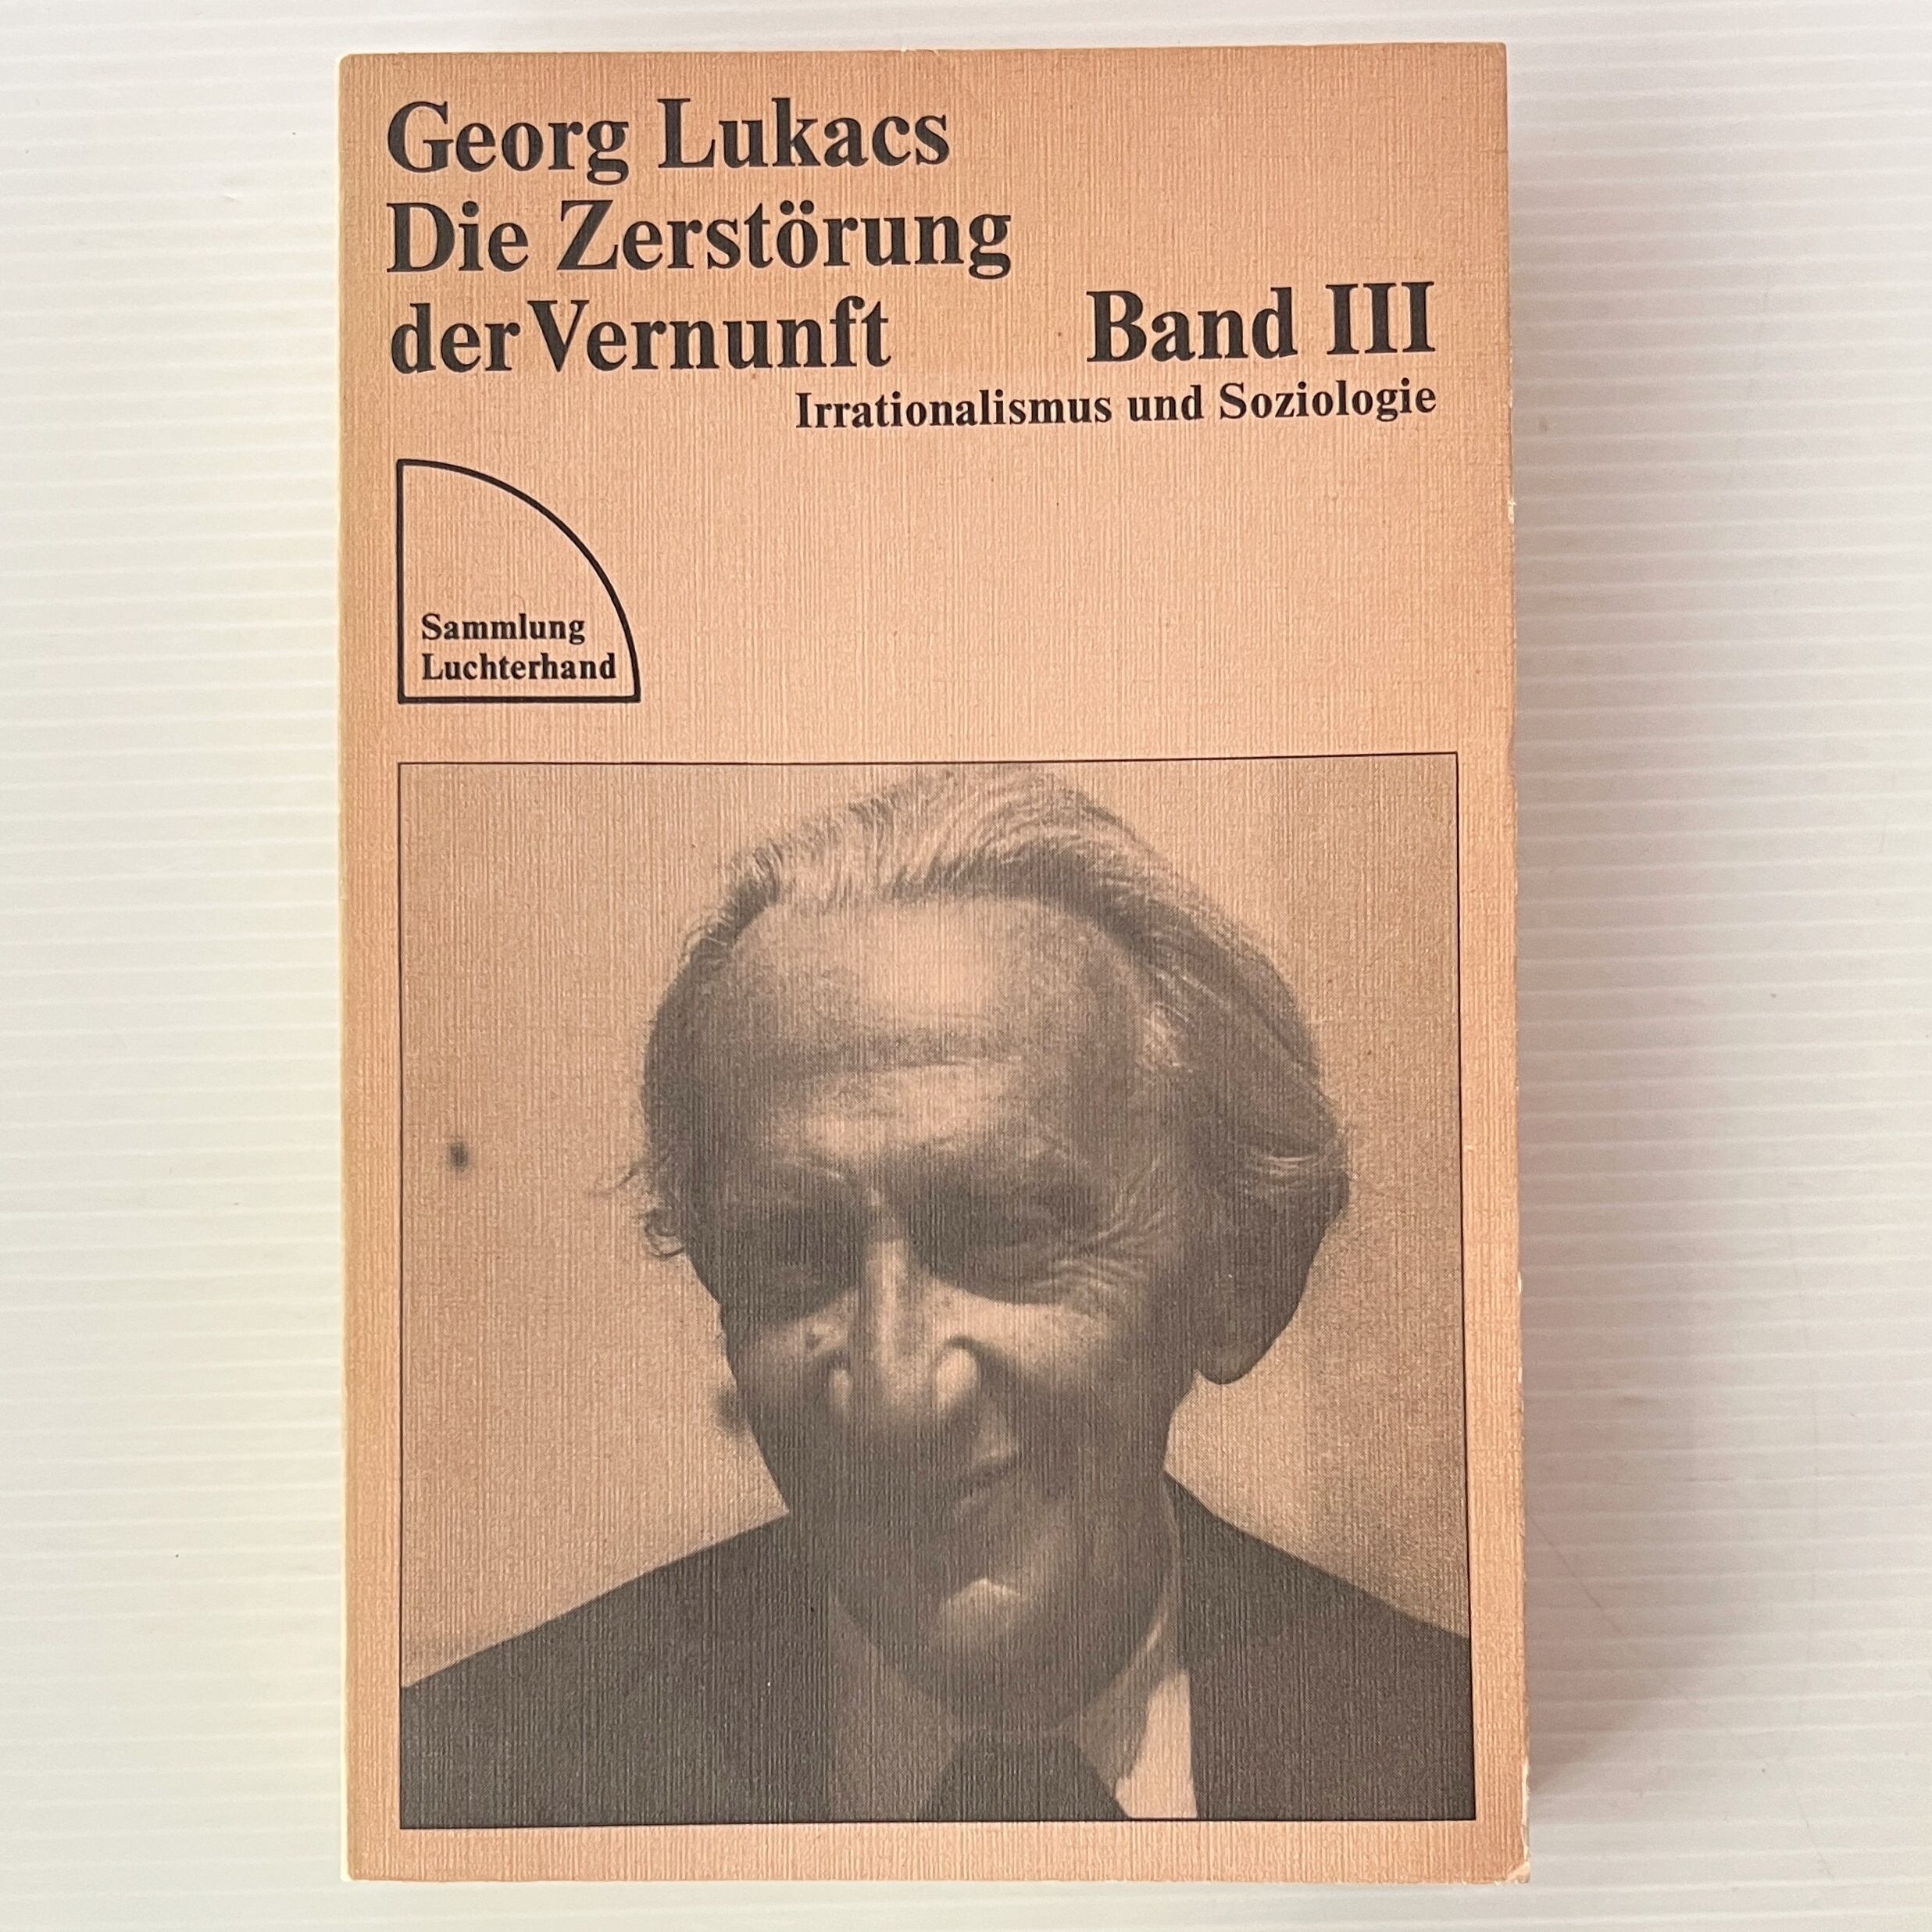 Georg Lukacs
Die Zerstörung
der Vernunft Band III
Irrationalismus und Soziologie
Sammlung
Luchterhand